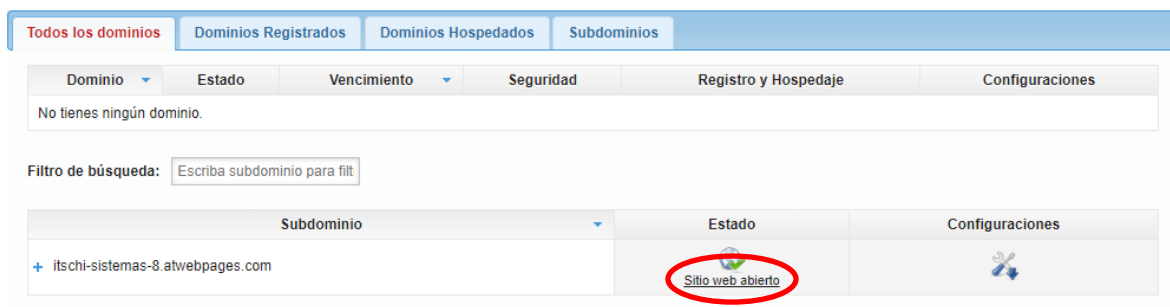 Todos los dominios Dominios Registrados Dominios Hospedados Subdominios
Dominio Estado Vencimiento Seguridad Registro y Hospedaje Configuraciones
No tienes ningún dominio.
Filtro de búsqueda: Escriba subdominio para filt
Subdominio Estado Configuraciones
itschi-sistemas-8.atwebpages.com Sitio web abierto